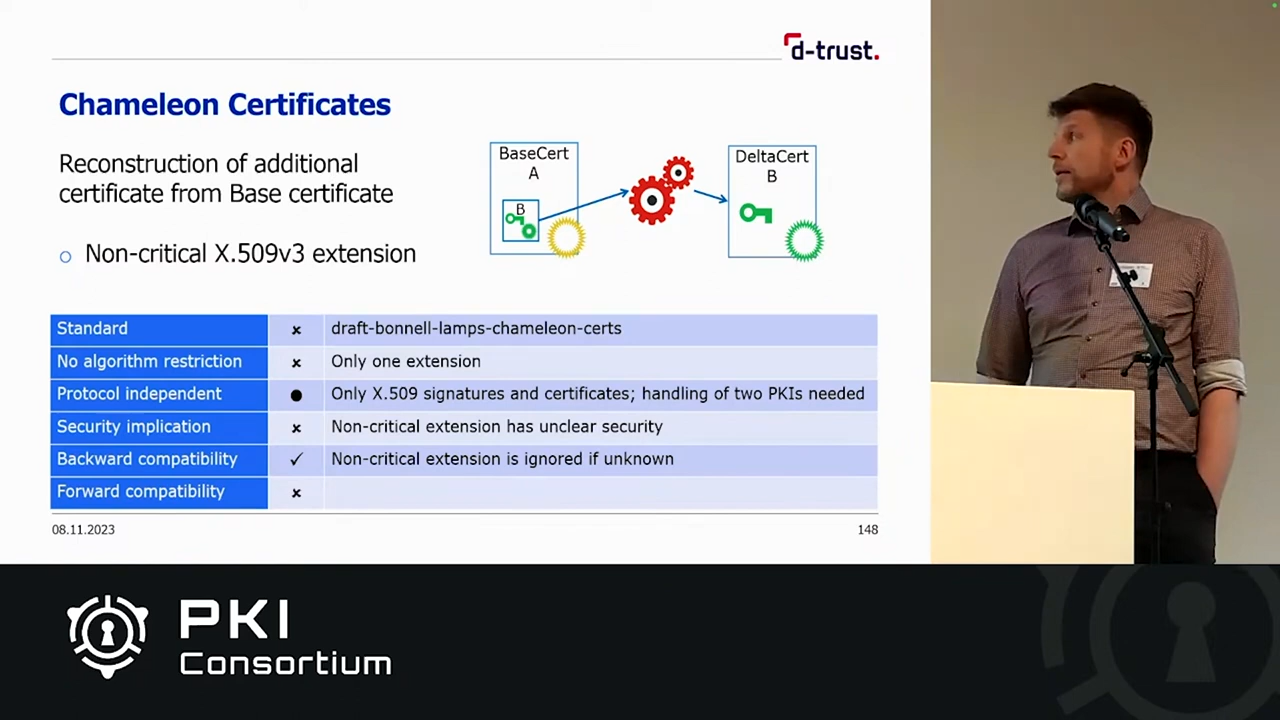 d-trust.
Chameleon Certificates
Reconstruction of additional
certificate from Base certificate
Non-critical X.509v3 extension
BaseCert
A
B
DeltaCert
B
Standard × draft-bonnell-lamps-chameleon-certs
No algorithm restriction × Only one extension
Protocol independent ● Only X.509 signatures and certificates; handling of two PKIs needed
Security implication × Non-critical extension has unclear security
Backward compatibility ✓ Non-critical extension is ignored if unknown
Forward compatibility ×
08.11.2023
148
PKI
Consortium